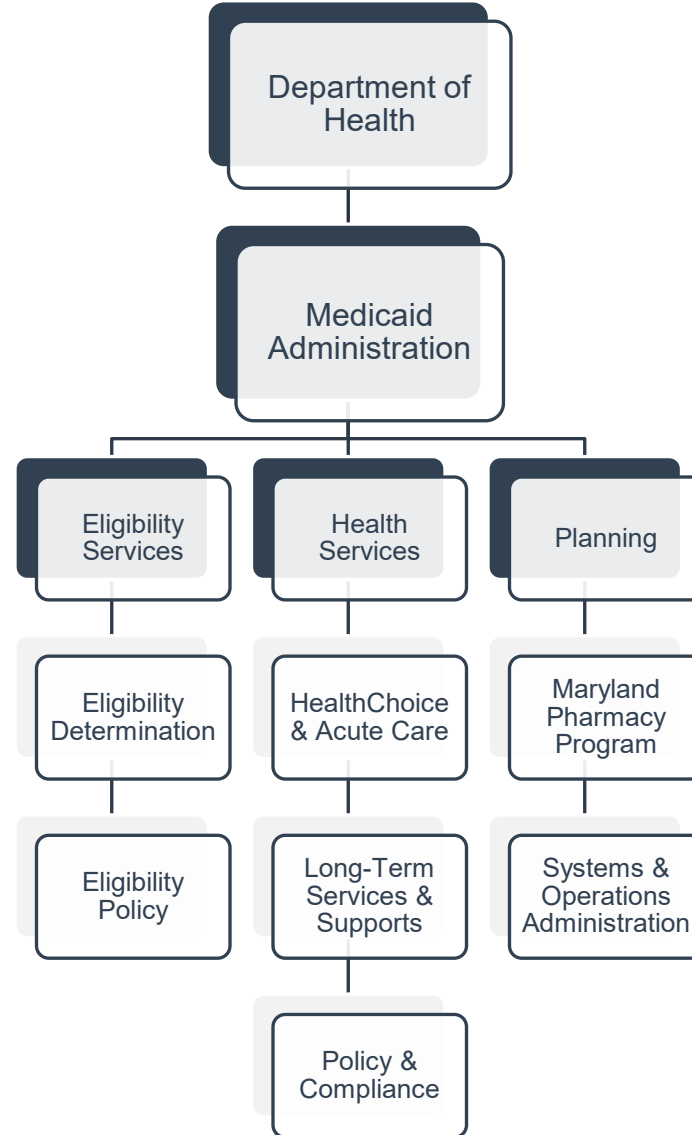 Department of
Health
Medicaid
Administration
Eligibility
Services
Health
Services
Planning
Eligibility
Determination
HealthChoice
& Acute Care
Maryland
Pharmacy
Program
Eligibility
Policy
Long-Term
Services &
Supports
Systems &
Operations
Administration
Policy &
Compliance